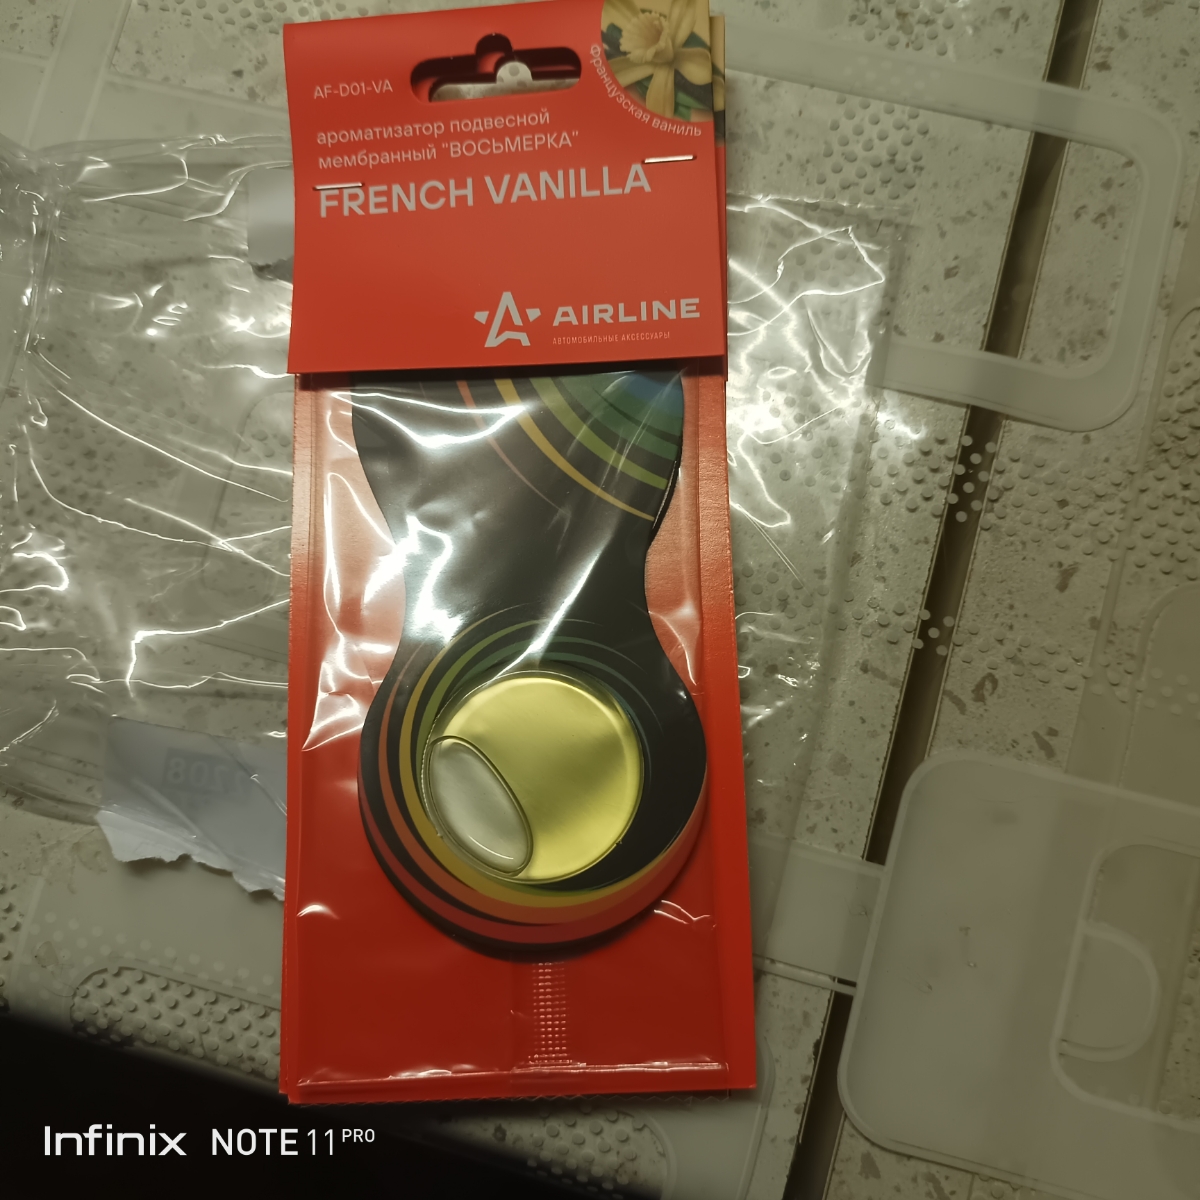 AF-D01-VA
Французская ваниль
ароматизатор подвесной
мембранный "ВОСЬМЕРКА"
FRENCH VANILLA
AIRLINE
АВТОМОБИЛЬНЫЕ АКСЕССУАРЫ
Infinix NOTE 11 PRO